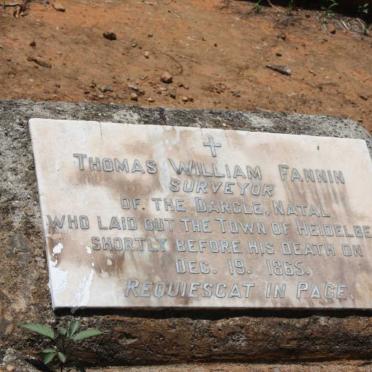 THOMAS WILLIAM FANNIN
SURVEYOR
OF THE DARGLE, NATAL
WHO LAID OUT THE TOWN OF HEIDELBE
SHORTLY BEFORE HIS DEATH ON
DEC. 19. 1865.
REQUIESCAT IN PACE